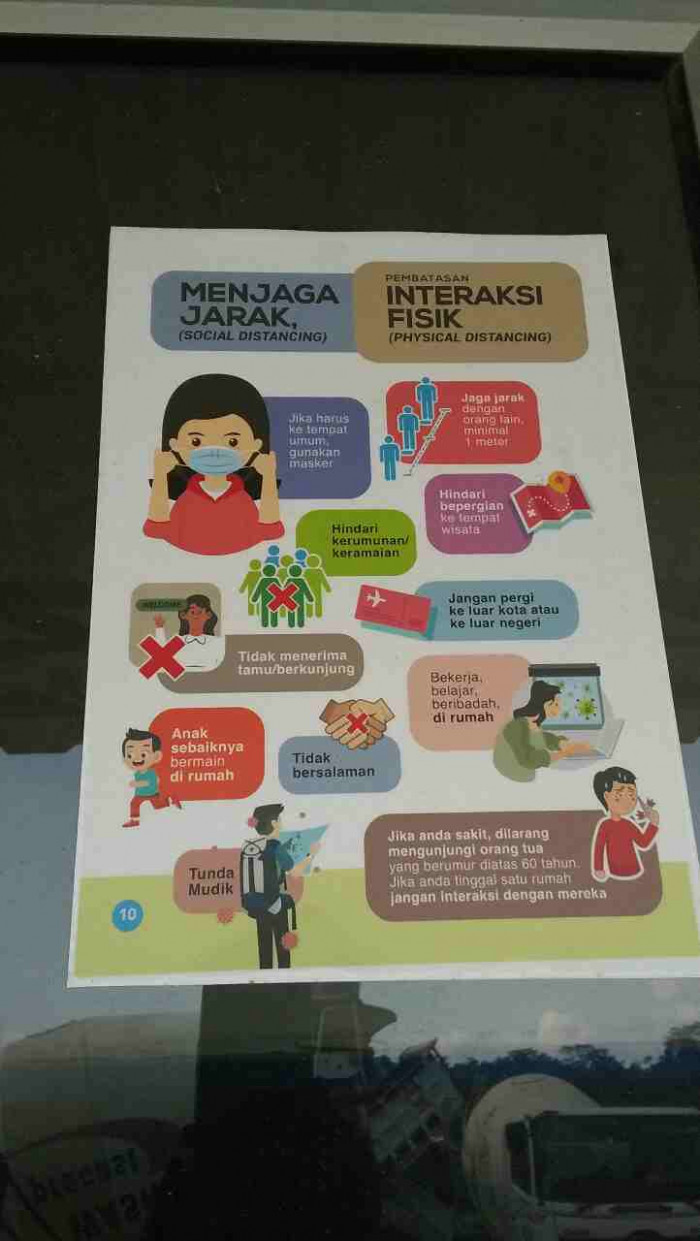 MENJAGA
JARAK,
(SOCIAL DISTANCING)
PEMBATASAN
INTERAKSI
FISIK
(PHYSICAL DISTANCING)
Jika harus
ke tempat
umum,
gunakan
masker
Jaga jarak
dengan
orang lain,
minimal
1 meter
Hindari
bepergian
ke tempat
wisata
Hindari
kerumunan/
keramaian
Jangan pergi
ke luar kota atau
ke luar negeri
WELCOME
Tidak menerima
tamu/berkunjung
Bekerja,
belajar,
beribadah,
di rumah
Anak
sebaiknya
bermain
di rumah
Tidak
bersalaman
Tunda
Mudik
Jika anda sakit, dilarang
mengunjungi orang tua
yang berumur diatas 60 tahun.
Jika anda tinggal satu rumah
jangan interaksi dengan mereka
10